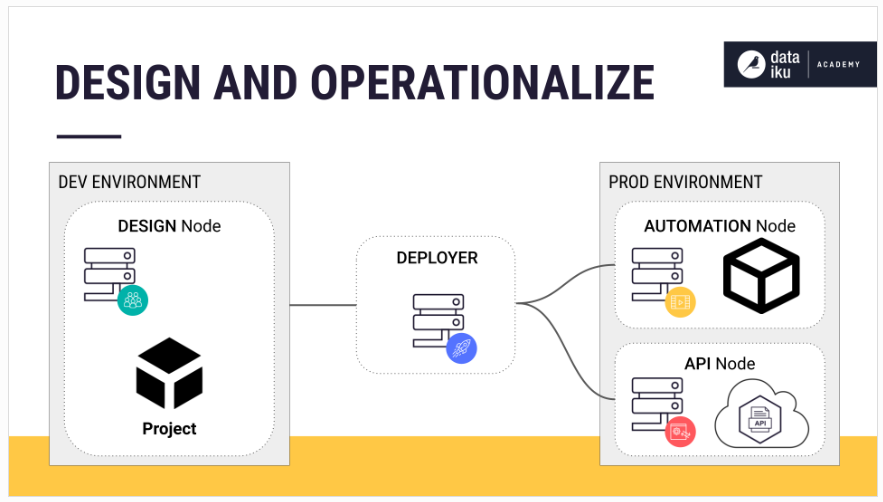 DESIGN AND OPERATIONALIZE
data
iku
ACADEMY
DEV ENVIRONMENT
DESIGN Node
Project
DEPLOYER
PROD ENVIRONMENT
AUTOMATION Node
API Node
API